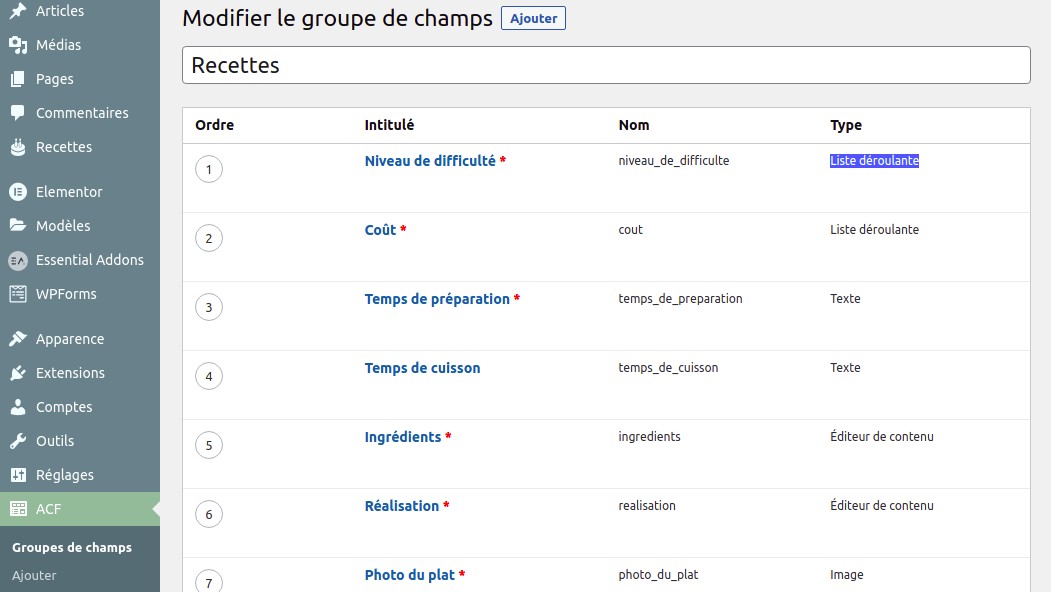 Articles
Médias
Pages
Commentaires
Recettes
Elementor
Modèles
Essential Addons
WPForms
Apparence
Extensions
Comptes
Outils
Réglages
ACF
Groupes de champs
Ajouter
Modifier le groupe de champs Ajouter
Recettes
Ordre Intitulé Nom Type
1 Niveau de difficulté * niveau_de_difficulte Liste déroulante
2 Coût * cout Liste déroulante
3 Temps de préparation * temps_de_preparation Texte
4 Temps de cuisson temps_de_cuisson Texte
5 Ingrédients * ingredients Éditeur de contenu
6 Réalisation * realisation Éditeur de contenu
7 Photo du plat * photo_du_plat Image